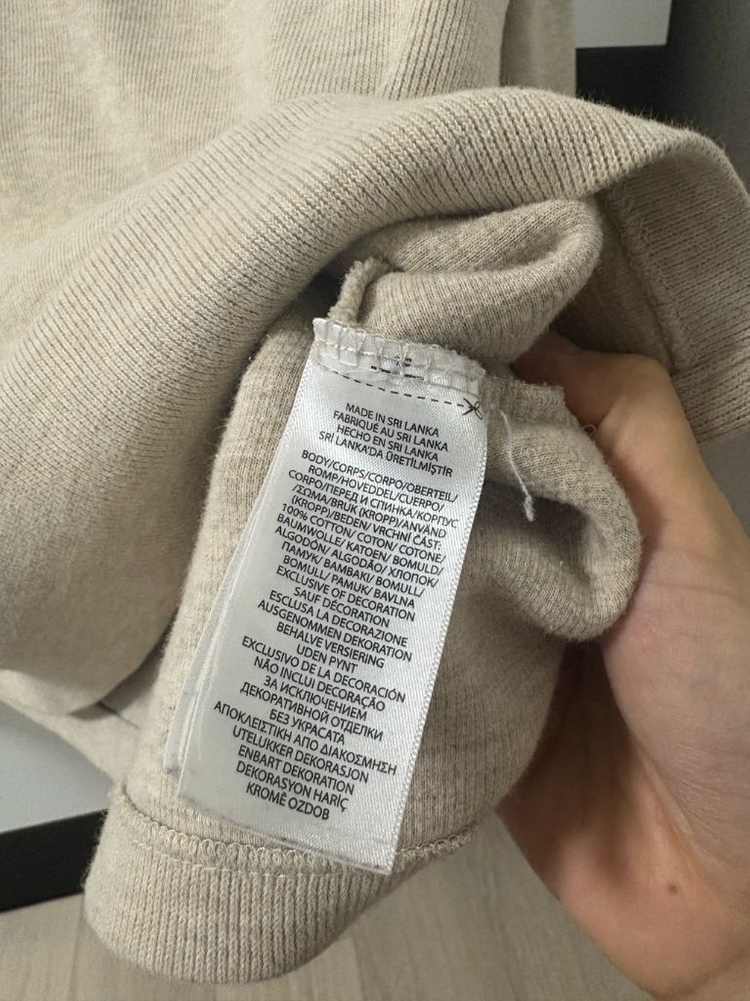 MADE IN SRI LANKA
FABRIQUÉ AU SRI LANKA
HECHO EN SRI LANKA
SRİ LANKA'DA ÜRETİLMİŞTİR
BODY/CORPS/CORPO/OBERTEIL/
ROMP/HOVEDDEL/CUERPO/
CORPO/ПЕРЕД И СПИНКА/КОРПУС
/ΣΩΜΑ/BRUK (KROPP)/ANVÄND
(KROPP)/BEDEN/ VRCHNÍ ČÁST:
100% COTTON/ COTON/ COTONE/
BAUMWOLLE/ KATOEN/ BOMULD/
ALGODÓN/ ALGODÃO/ ХЛОПОК/
ПАМУК/ BAMBAKI/ BOMULL/
BOMULL/ PAMUK/ BAVLNA
EXCLUSIVE OF DECORATION
SAUF DÉCORATION
ESCLUSA LA DECORAZIONE
AUSGENOMMEN DEKORATION
BEHALVE VERSIERING
UDEN PYNT
EXCLUSIVO DE LA DECORACIÓN
NÃO INCLUI DECORAÇÃO
ЗА ИСКЛЮЧЕНИЕМ
ДЕКОРАТИВНОЙ ОТДЕЛКИ
БЕЗ УКРАСАТА
ΑΠΟΚΛΕΙΣΤΙΚΗ ΑΠΟ ΔΙΑΚΟΣΜΗΣΗ
UTELUKKER DEKORASJON
ENBART DEKORATION
DEKORASYON HARİÇ
KROMĚ OZDOB